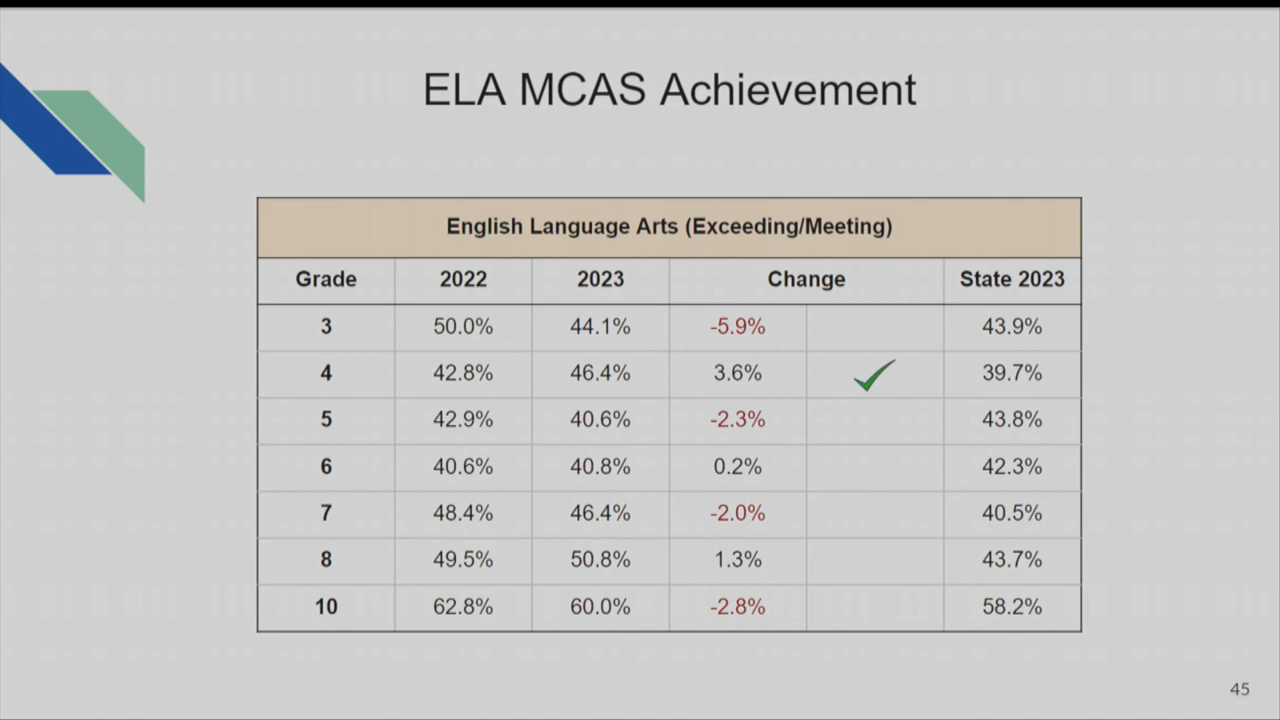 ELA MCAS Achievement
English Language Arts (Exceeding/Meeting)
Grade 2022 2023 Change State 2023
3 50.0% 44.1% -5.9% 43.9%
4 42.8% 46.4% 3.6% 39.7%
5 42.9% 40.6% -2.3% 43.8%
6 40.6% 40.8% 0.2% 42.3%
7 48.4% 46.4% -2.0% 40.5%
8 49.5% 50.8% 1.3% 43.7%
10 62.8% 60.0% -2.8% 58.2%
45